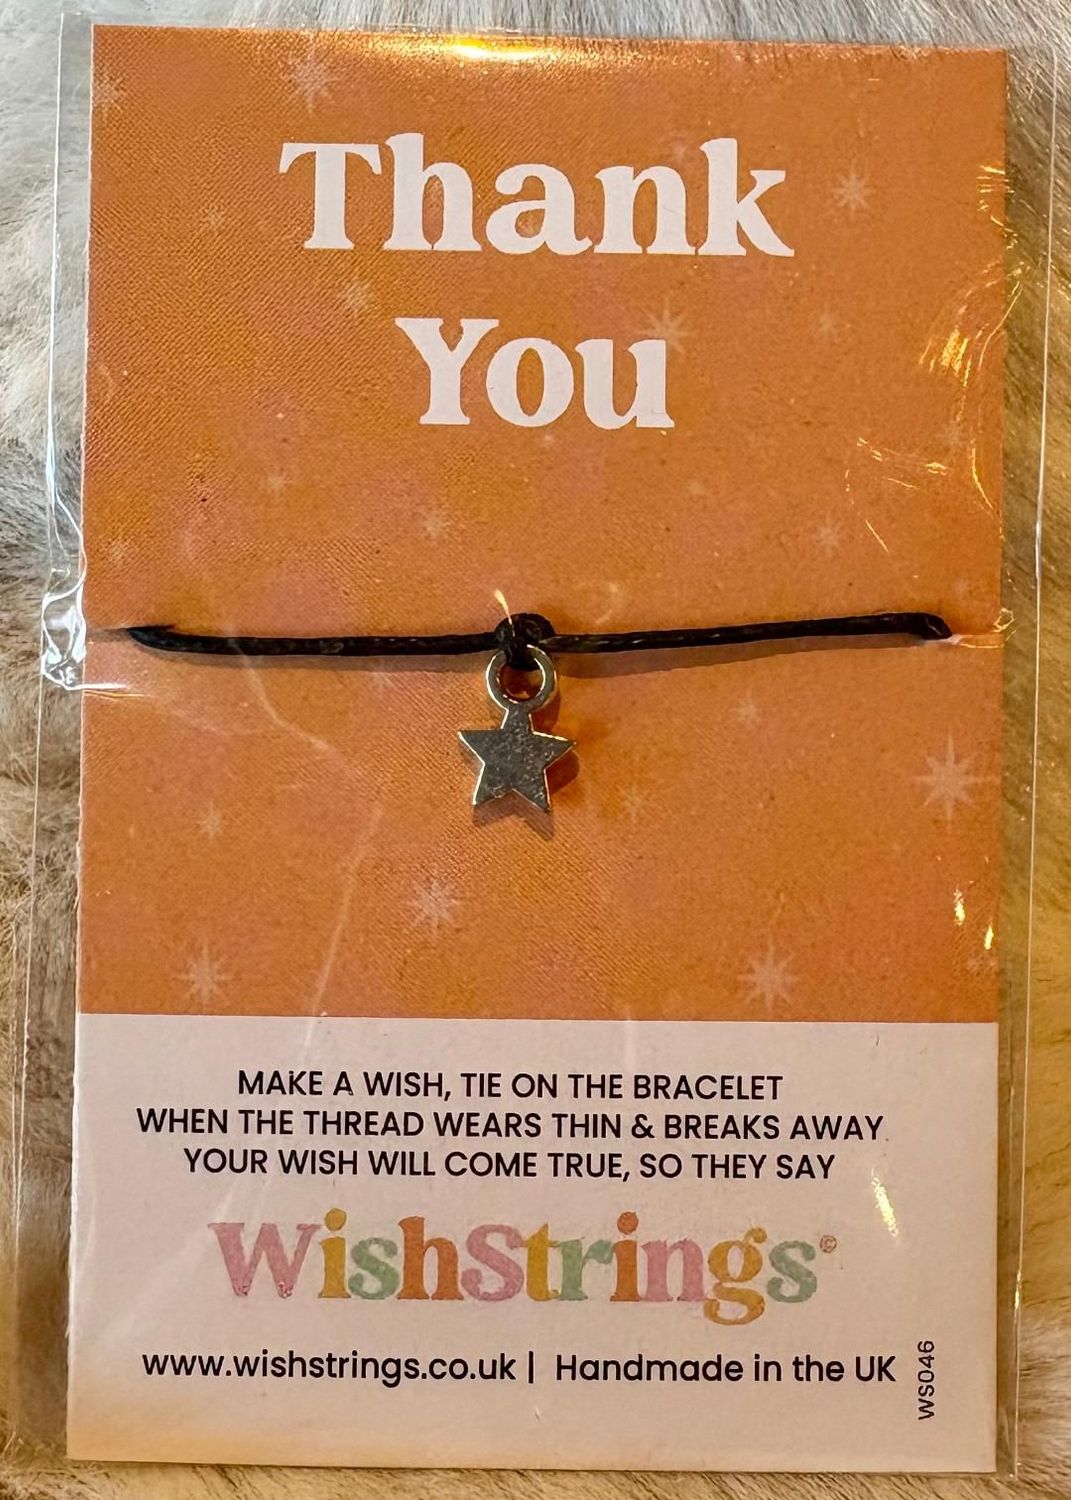 Thank
You
MAKE A WISH, TIE ON THE BRACELET
WHEN THE THREAD WEARS THIN & BREAKS AWAY
YOUR WISH WILL COME TRUE, SO THEY SAY
WishStrings©
www.wishstrings.co.uk | Handmade in the UK
WS046